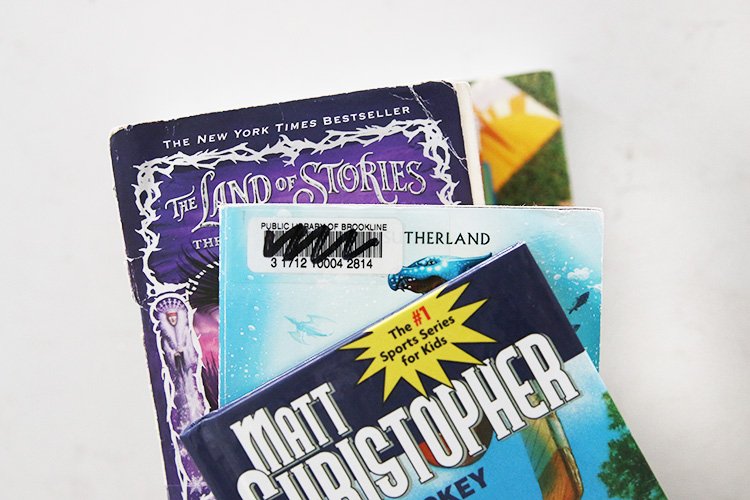 THE NEW YORK TIMES BESTSELLER
THE LAND OF STORIES
PUBLIC LIBRARY OF BROOKLINE
3 1712 10004 2814
UTHERLAND
The #1
Sports Series
for Kids
MATT
CHRISTOPHER